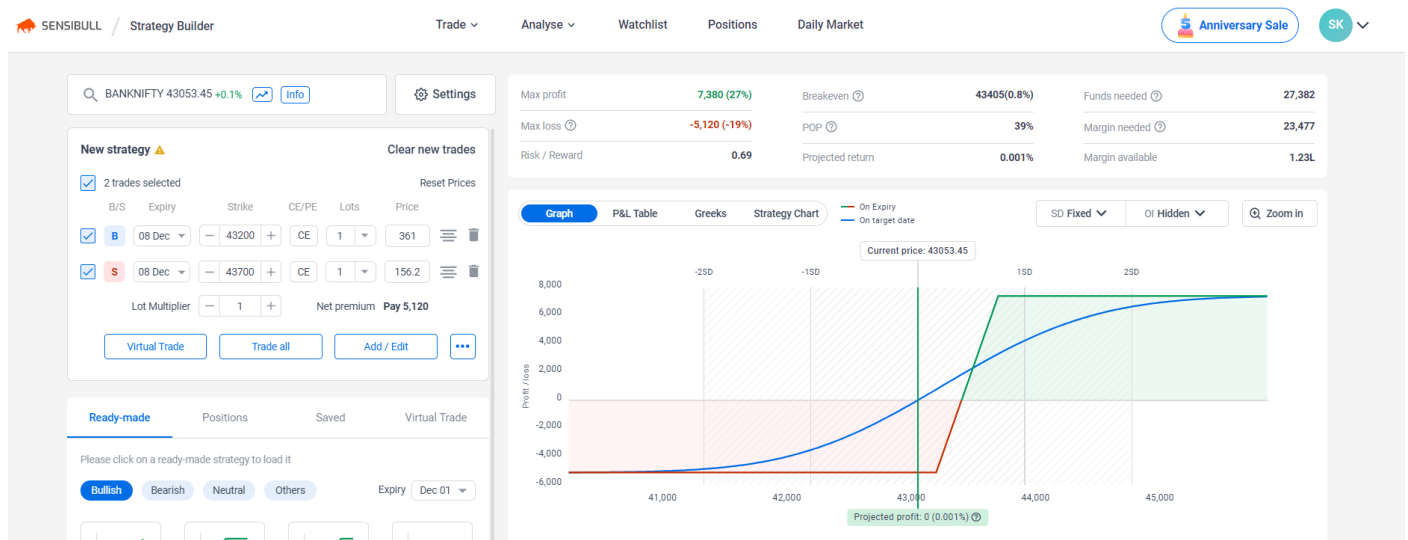 SENSIBULL / Strategy Builder
Trade Analyse Watchlist Positions Daily Market
5 Anniversary Sale SK
BANKNIFTY 43053.45 +0.1% Info
Settings
New strategy Clear new trades
2 trades selected Reset Prices
B/S Expiry Strike CE/PE Lots Price
B 08 Dec − 43200 + CE 1 361
S 08 Dec − 43700 + CE 1 156.2
Lot Multiplier − 1 + Net premium Pay 5,120
Virtual Trade Trade all Add / Edit
Ready-made Positions Saved Virtual Trade
Please click on a ready-made strategy to load it
Bullish Bearish Neutral Others Expiry Dec 01
Max profit 7,380 (27%) Breakeven ? 43405(0.8%) Funds needed ? 27,382
Max loss ? -5,120 (-19%) POP ? 39% Margin needed ? 23,477
Risk / Reward 0.69 Projected return 0.001% Margin available 1.23L
Graph P&L Table Greeks Strategy Chart
On Expiry
On target date
SD Fixed OI Hidden Zoom in
Current price: 43053.45
-2SD -1SD 1SD 2SD
8,000
6,000
4,000
2,000
0
-2,000
-4,000
-6,000
Profit / loss
41,000 42,000 43,000 44,000 45,000
Projected profit: 0 (0.001%) ?